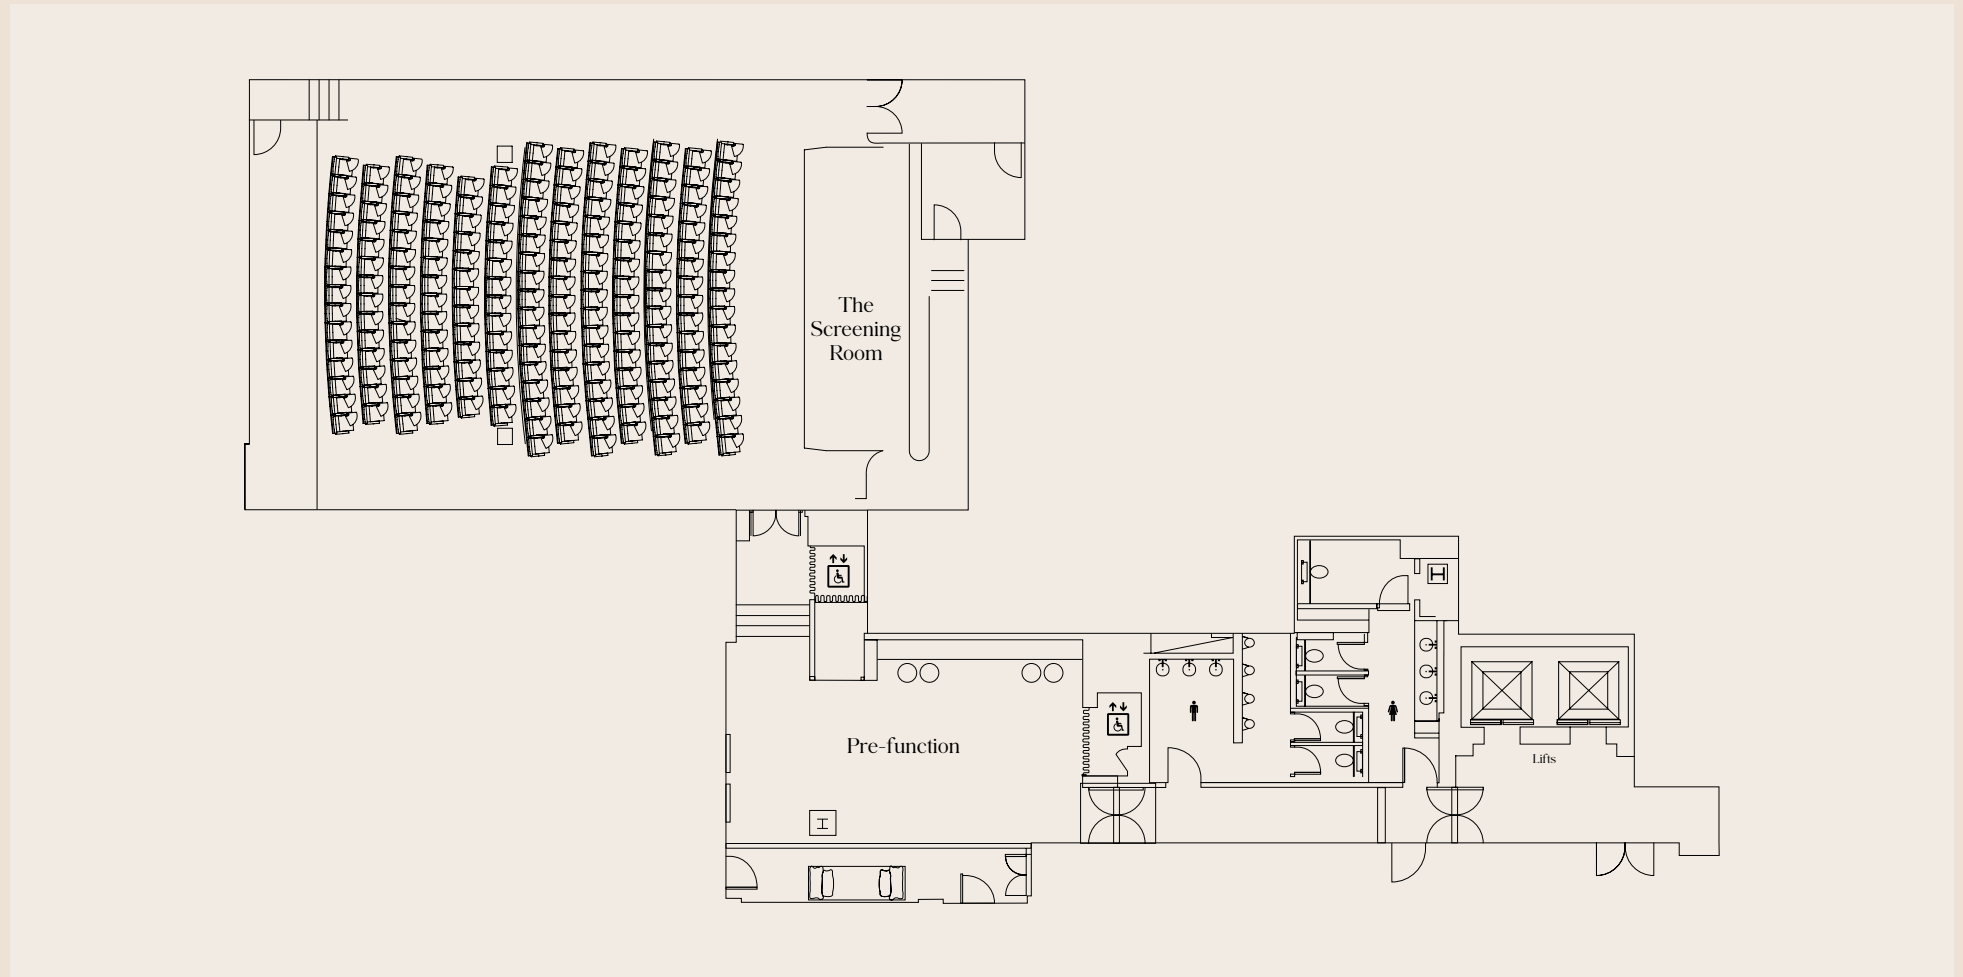 The
Screening
Room
Pre-function
Lifts